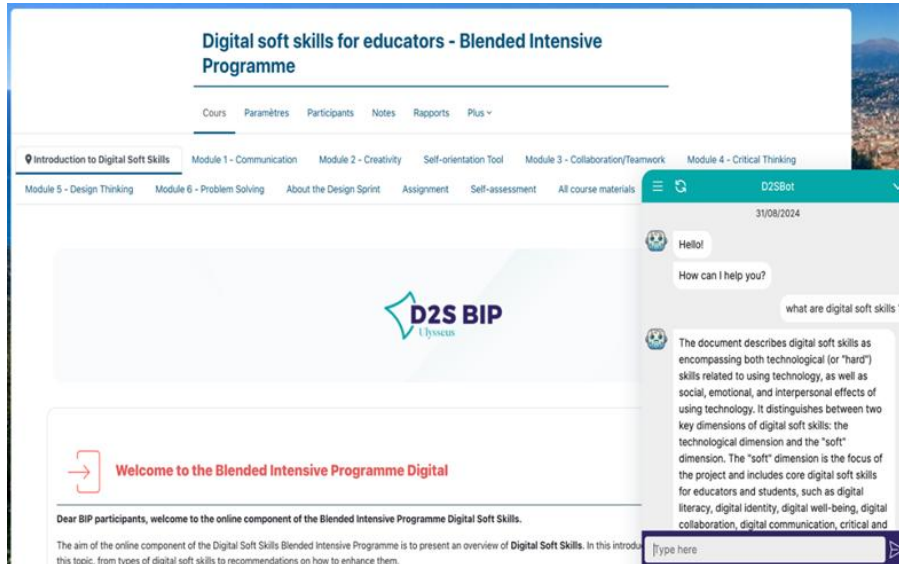 Digital soft skills for educators - Blended Intensive
Programme
Cours Paramètres Participants Notes Rapports Plus
Introduction to Digital Soft Skills Module 1 - Communication Module 2 - Creativity Self-orientation Tool Module 3 - Collaboration/Teamwork Module 4 - Critical Thinking
Module 5 - Design Thinking Module 6 - Problem Solving About the Design Sprint Assignment Self-assessment All course materials
D2S BIP
Ulysseus
Welcome to the Blended Intensive Programme Digital
Dear BIP participants, welcome to the online component of the Blended Intensive Programme Digital Soft Skills.
The aim of the online component of the Digital Soft Skills Blended Intensive Programme is to present an overview of Digital Soft Skills. In this
this topic, from types of digital soft skills to recommendations on how to enhance them.
D2SBot
31/08/2024
Hello!
How can I help you?
what are digital soft skills
The document describes digital soft skills as
encompassing both technological (or "hard")
skills related to using technology, as well as
social, emotional, and interpersonal effects of
using technology. It distinguishes between two
key dimensions of digital soft skills: the
technological dimension and the "soft"
dimension. The "soft" dimension is the focus of
the project and includes core digital soft skills
for educators and students, such as digital
literacy, digital identity, digital well-being, digital
collaboration, digital communication, critical and
Type here